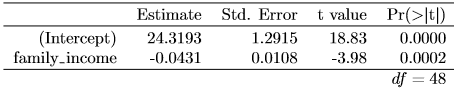 Estimate Std. Error t value Pr(>|t|)
(Intercept) 24.3193 1.2915 18.83 0.0000
family_income -0.0431 0.0108 -3.98 0.0002
df = 48